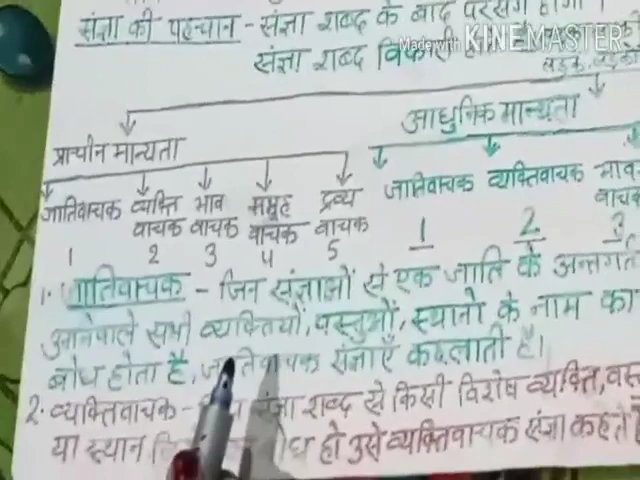 संज्ञा की पहचान - संज्ञा शब्द के बाद परसर्ग होगा।
संज्ञा शब्द विकारी
Made with KINEMASTER
आधुनिक मान्यता
प्राचीन मान्यता
जातिवाचक व्यक्ति वाचक भाव वाचक समूह वाचक द्रव्य वाचक जातिवाचक व्यक्तिवाचक भाव वाचक
1 2 3 4 5 1 2 3
1. जातिवाचक - जिन संज्ञाओं से एक जाति के अन्तर्गत
आनेवाले सभी व्यक्तियों, वस्तुओं, स्थानो के नाम का
बोध होता है, जातिवाचक संज्ञाएँ कहलाती है।
2. व्यक्तिवाचक - संज्ञा शब्द से किसी विशेष व्यक्ति,
या स्थान बोध हो उसे व्यक्तिवाचक संज्ञा कहते